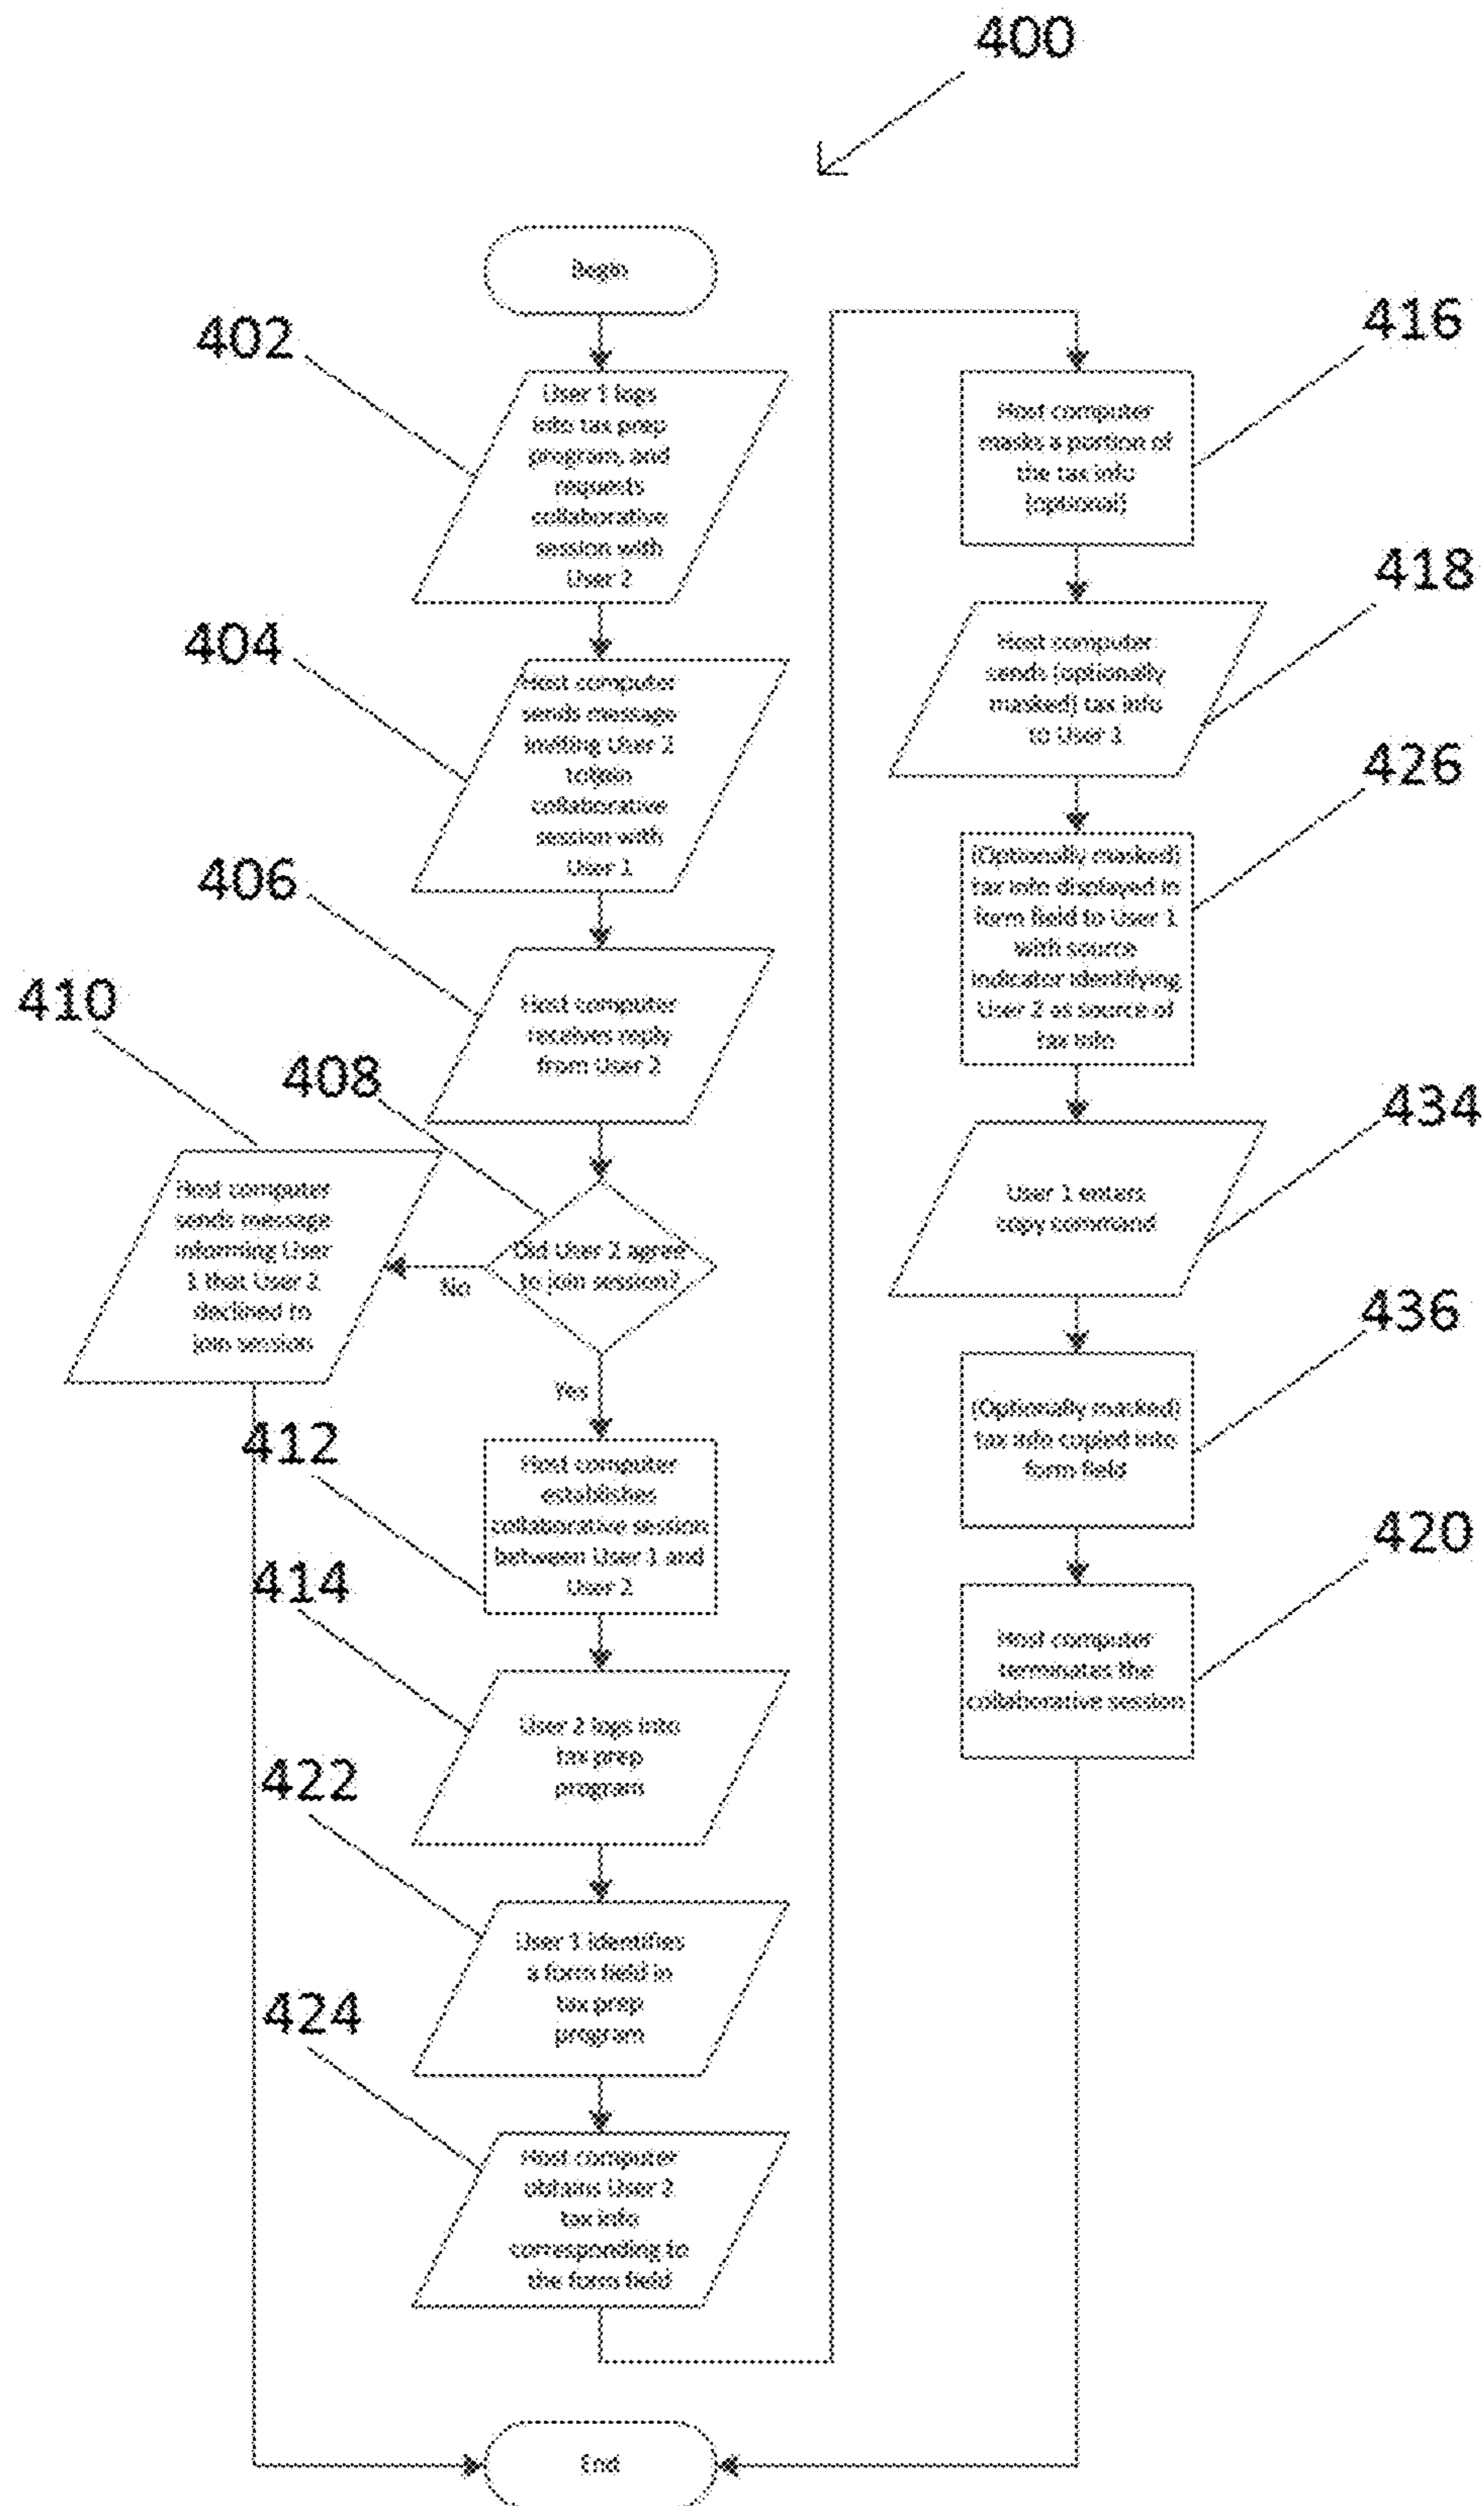 400
Begin
402
User 1 logs
into tax prep
program, and
requests
collaborative
session with
User 2
404
Host computer
sends message
inviting User 2
to join
collaborative
session with
User 1
406
Host computer
receives reply
from User 2
408
Did User 2 agree
to join session?
No
Yes
410
Host computer
sends message
informing User
1 that User 2
declined to
join session
412
Host computer
establishes
collaborative session
between User 1 and
User 2
414
User 2 logs into
tax prep
program
422
User 1 identifies
a form field in
tax prep
program
424
Host computer
obtains User 2
tax info
corresponding to
the form field
416
Host computer
masks a portion of
the tax info
(optional)
418
Host computer
sends (optionally
masked) tax info
to User 1
426
(Optionally masked)
tax info displayed in
form field to User 1
with source
indicator identifying
User 2 as source of
tax info
434
User 1 enters
copy command
436
(Optionally masked)
tax info copied into
form field
420
Host computer
terminates the
collaborative session
End